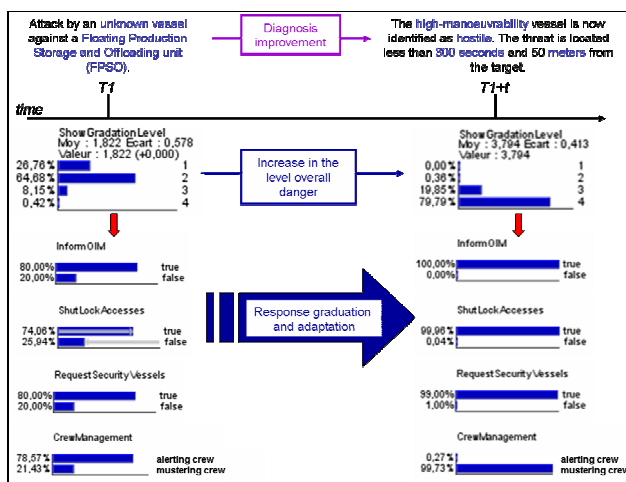 Attack by an unknown vessel
against a Floating Production
Storage and Offloading unit
(FPSO).
Diagnosis
improvement
The high-manoeuvrability vessel is now
identified as hostile. The threat is located
less than 300 seconds and 50 meters from
the target.
T1
T1+t
time
ShowGradationLevel
Moy : 1,822 Ecart : 0,578
Valeur : 1,822 (+0,000)
26,76 % 1
64,68 % 2
8,15 % 3
0,42 % 4
Increase in the
level overall
danger
ShowGradationLevel
Moy : 3,794 Ecart : 0,413
Valeur : 3,794
0,00 % 1
0,36 % 2
19,85 % 3
79,79 % 4
InformOIM
80,00% true
20,00% false
InformOIM
100,00% true
0,00% false
ShutLockAccesses
74,06% true
25,94% false
Response graduation
and adaptation
ShutLockAccesses
99,96% true
0,04% false
RequestSecurityVessels
80,00% true
20,00% false
RequestSecurityVessels
99,00% true
1,00% false
CrewManagement
78,57% alerting crew
21,43% mustering crew
CrewManagement
0,27% alerting crew
99,73% mustering crew